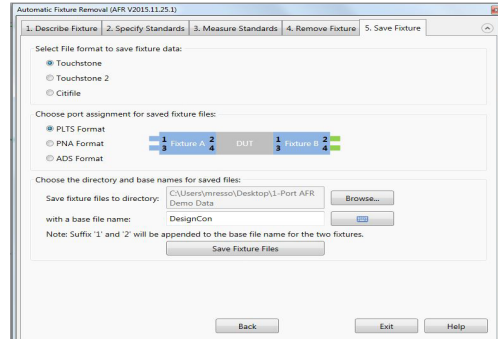 Automatic Fixture Removal (AFR V2015.11.25.1)
1. Describe Fixture 2. Specify Standards 3. Measure Standards 4. Remove Fixture 5. Save Fixture
Select File format to save fixture data:
Touchstone
Touchstone 2
Citifile
Choose port assignment for saved fixture files:
PLTS Format
PNA Format
ADS Format
1 Fixture A 2 DUT 1 Fixture B 2
3 4 3 4
Choose the directory and base names for saved files:
Save fixture files to directory:
C:\Users\mresso\Desktop\1-Port AFR
Demo Data
Browse...
with a base file name: DesignCon
Note: Suffix '1' and '2' will be appended to the base file name for the two fixtures.
Save Fixture Files
Back Exit Help